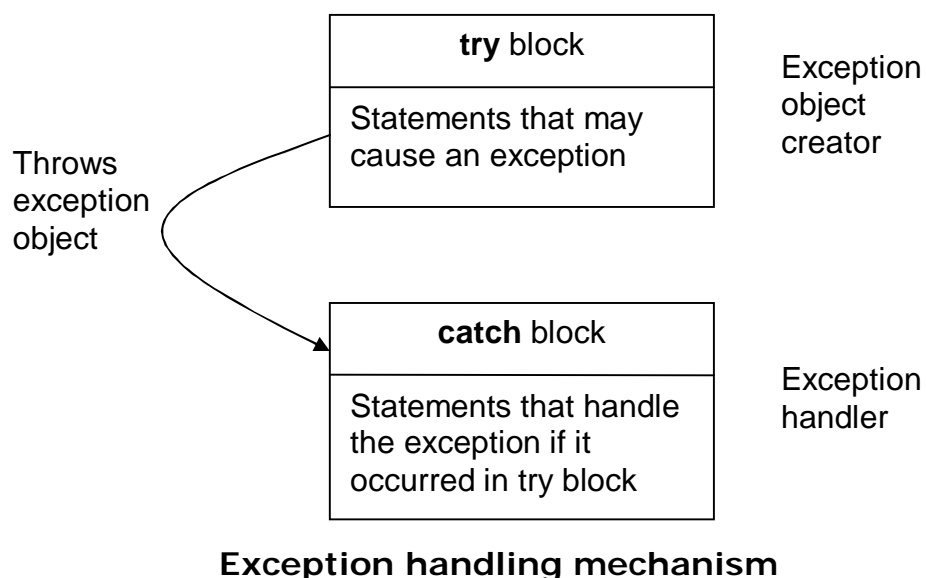 try block
Exception
object
creator
Statements that may
cause an exception
Throws
exception
object
catch block
Exception
handler
Statements that handle
the exception if it
occurred in try block
Exception handling mechanism